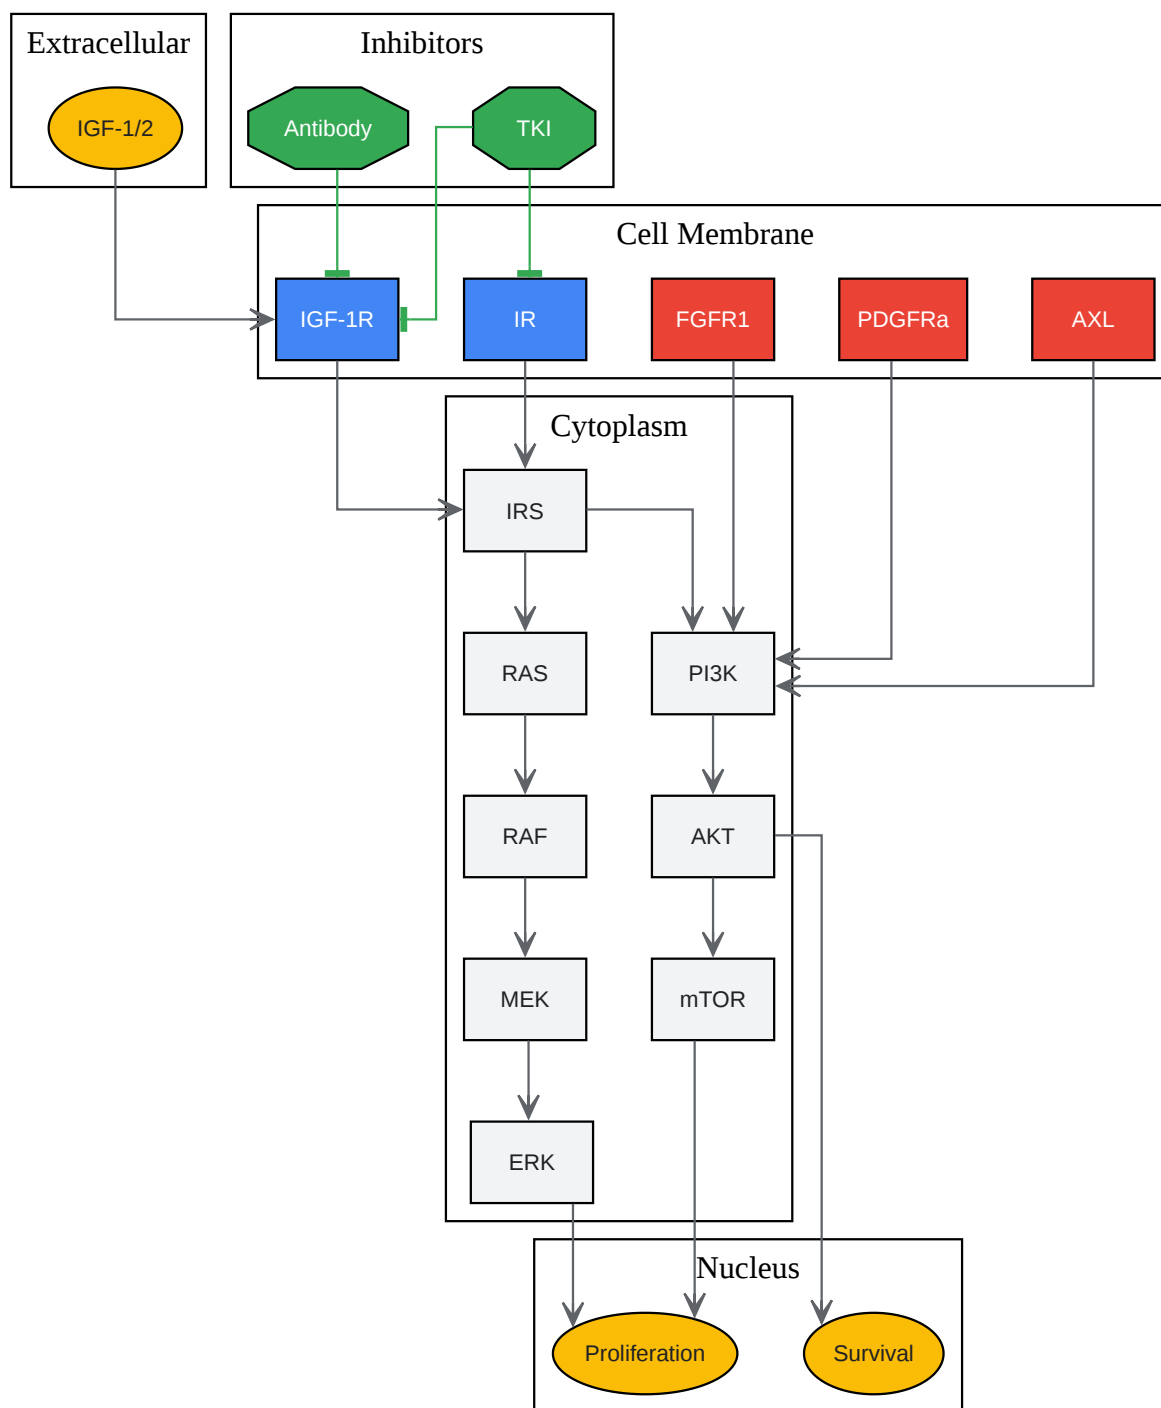 Extracellular
Inhibitors
IGF-1/2
Antibody
TKI
Cell Membrane
IGF-1R
IR
FGFR1
PDGFRa
AXL
Cytoplasm
IRS
RAS
PI3K
RAF
AKT
MEK
mTOR
ERK
Nucleus
Proliferation
Survival